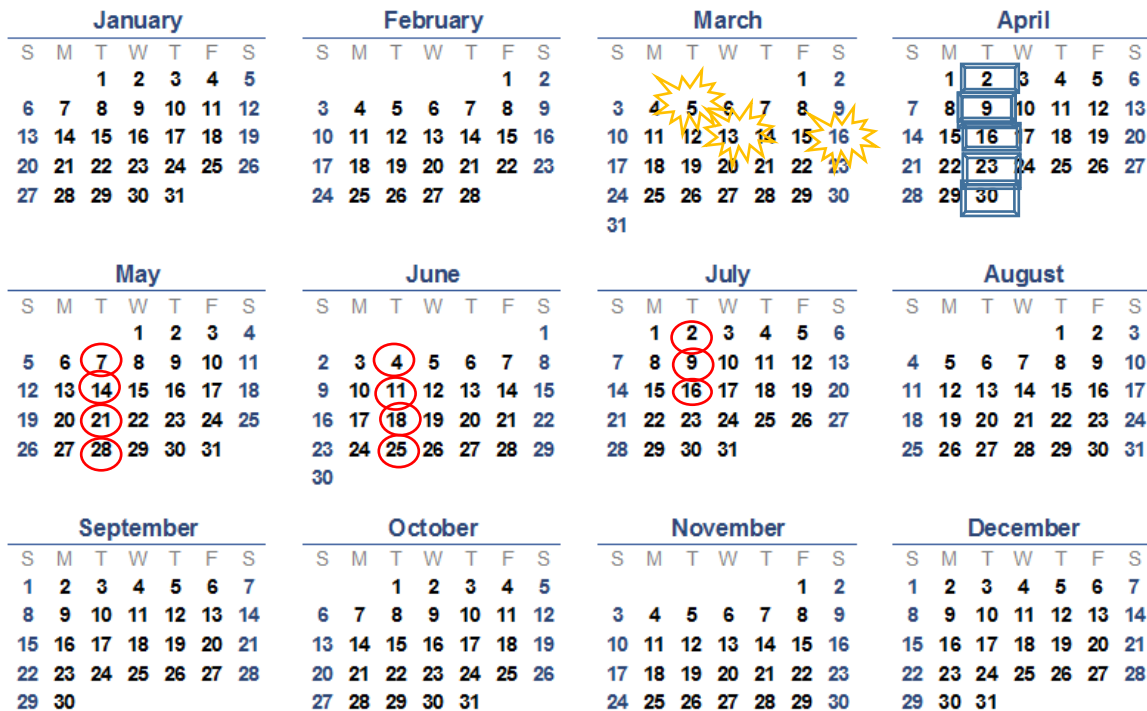 January February March April
S M T W T F S S M T W T F S S M T W T F S S M T W T F S
1 2 3 4 5 1 2 1 2 1 2 3 4 5 6
6 7 8 9 10 11 12 3 4 5 6 7 8 9 3 4 5 6 7 8 9 7 8 9 10 11 12 13
13 14 15 16 17 18 19 10 11 12 13 14 15 16 10 11 12 13 14 15 16 14 15 16 17 18 19 20
20 21 22 23 24 25 26 17 18 19 20 21 22 23 17 18 19 20 21 22 23 21 22 23 24 25 26 27
27 28 29 30 31 24 25 26 27 28 24 25 26 27 28 29 30 28 29 30
31
May June July August
S M T W T F S S M T W T F S S M T W T F S S M T W T F S
1 2 3 4 1 1 2 3 4 5 6 1 2 3
5 6 7 8 9 10 11 2 3 4 5 6 7 8 7 8 9 10 11 12 13 4 5 6 7 8 9 10
12 13 14 15 16 17 18 9 10 11 12 13 14 15 14 15 16 17 18 19 20 11 12 13 14 15 16 17
19 20 21 22 23 24 25 16 17 18 19 20 21 22 21 22 23 24 25 26 27 18 19 20 21 22 23 24
26 27 28 29 30 31 23 24 25 26 27 28 29 28 29 30 31 25 26 27 28 29 30 31
30
September October November December
S M T W T F S S M T W T F S S M T W T F S S M T W T F S
1 2 3 4 5 6 7 1 2 3 4 5 1 2 1 2 3 4 5 6 7
8 9 10 11 12 13 14 6 7 8 9 10 11 12 3 4 5 6 7 8 9 8 9 10 11 12 13 14
15 16 17 18 19 20 21 13 14 15 16 17 18 19 10 11 12 13 14 15 16 15 16 17 18 19 20 21
22 23 24 25 26 27 28 20 21 22 23 24 25 26 17 18 19 20 21 22 23 22 23 24 25 26 27 28
29 30 27 28 29 30 31 24 25 26 27 28 29 30 29 30 31